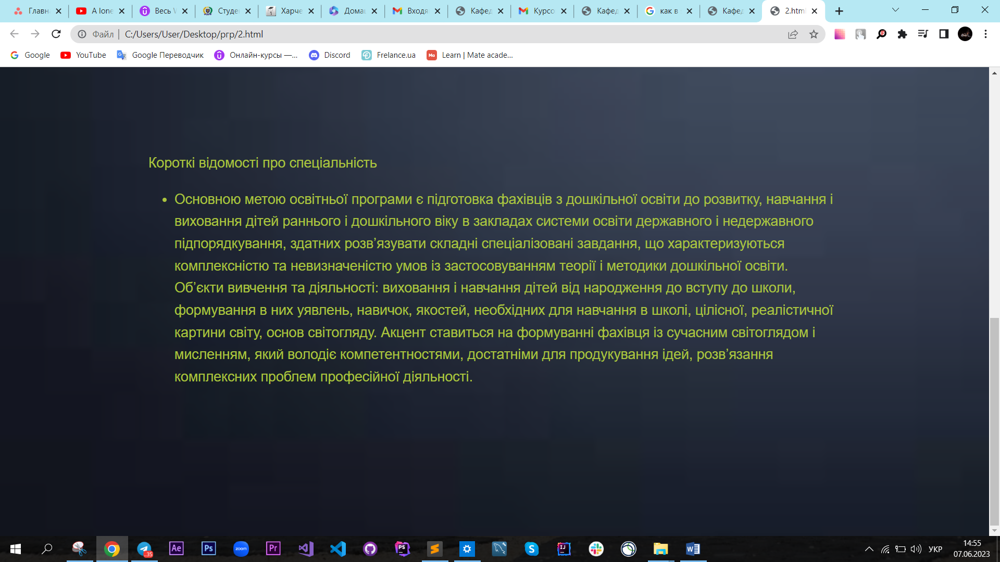 Главн
A lone
Весь W
Студе
Харче
Дома
Входя
Кафед
Курсо
Кафед
как в
Кафед
2.html
Файл | C:/Users/User/Desktop/ргр/2.html
Google
YouTube
Google Переводчик
Онлайн-курсы —...
Discord
Frelance.ua
Learn | Mate acade...
Короткі відомості про спеціальність
• Основною метою освітньої програми є підготовка фахівців з дошкільної освіти до розвитку, навчання і
виховання дітей раннього і дошкільного віку в закладах системи освіти державного і недержавного
підпорядкування, здатних розв’язувати складні спеціалізовані завдання, що характеризуються
комплексністю та невизначеністю умов із застосовуванням теорії і методики дошкільної освіти.
Об’єкти вивчення та діяльності: виховання і навчання дітей від народження до вступу до школи,
формування в них уявлень, навичок, якостей, необхідних для навчання в школі, цілісної, реалістичної
картини світу, основ світогляду. Акцент ставиться на формуванні фахівця із сучасним світоглядом і
мисленням, який володіє компетентностями, достатніми для продукування ідей, розв’язання
комплексних проблем професійної діяльності.
УКР
14:55
07.06.2023